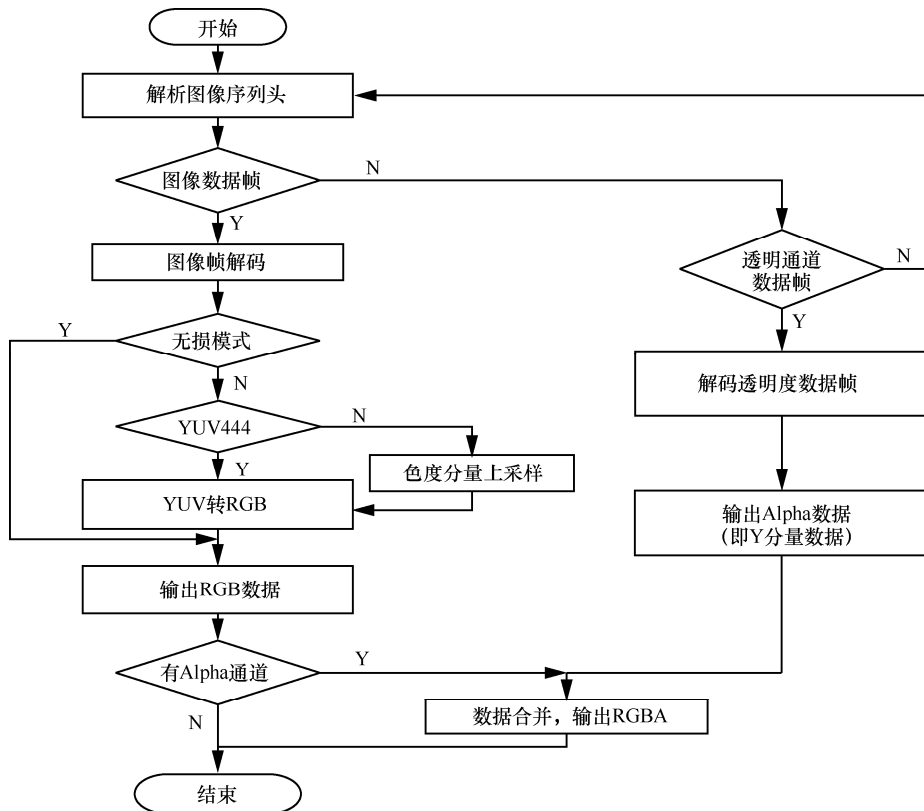 开始
解析图像序列头
图像数据帧
N
Y
图像帧解码
透明通道
数据帧
N
Y
无损模式
Y
N
解码透明度数据帧
YUV444
N
Y
色度分量上采样
YUV转RGB
输出Alpha数据
（即Y分量数据）
输出RGB数据
有Alpha通道
Y
N
数据合并，输出RGBA
结束